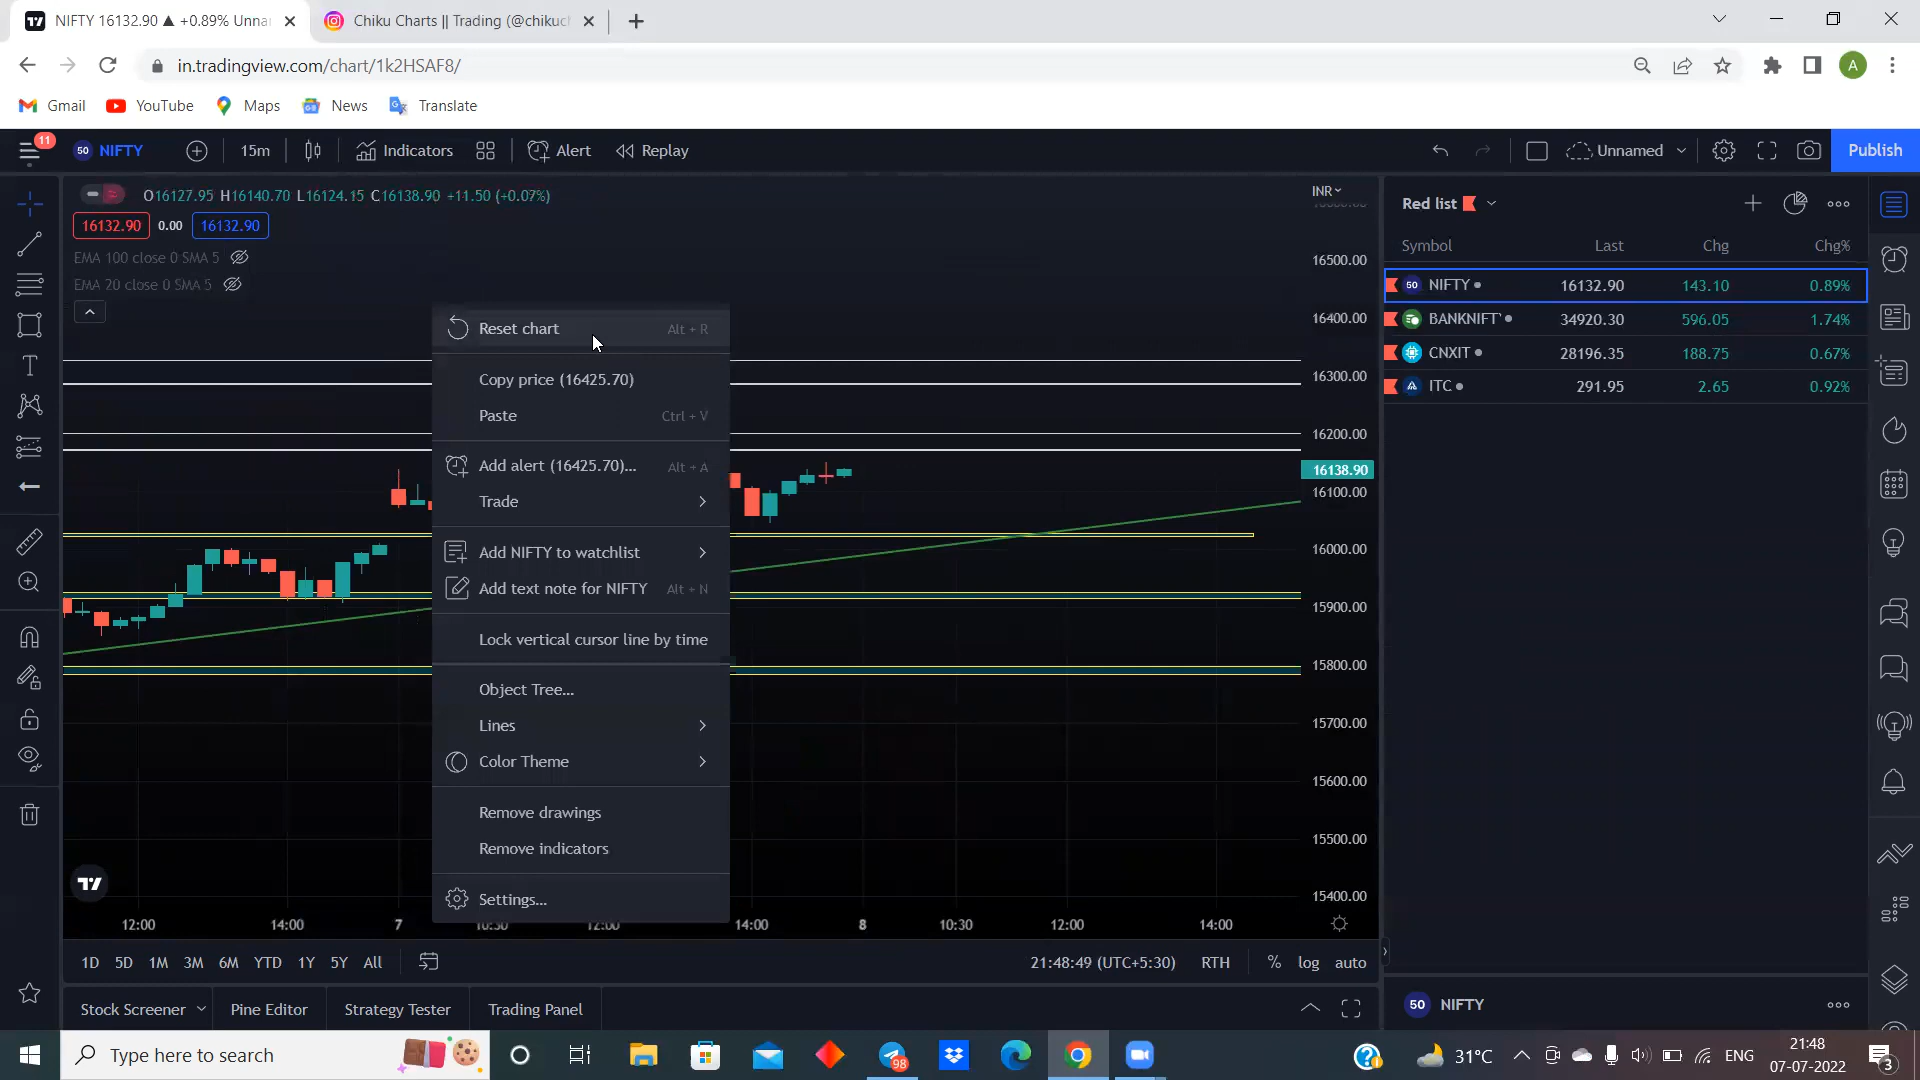 NIFTY 16132.90 ▲ +0.89% Unna
Chiku Charts || Trading (@chikuc
in.tradingview.com/chart/1k2HSAF8/
A
Gmail
YouTube
Maps
News
Translate
11
50 NIFTY
15m
Indicators
Alert
Replay
Unnamed
Publish
O16127.95 H16140.70 L16124.15 C16138.90 +11.50 (+0.07%)
INR
16132.90 0.00 16132.90
EMA 100 close 0 SMA 5
EMA 20 close 0 SMA 5
Reset chart Alt + R
Copy price (16425.70)
Paste Ctrl + V
Add alert (16425.70)... Alt + A
Trade
Add NIFTY to watchlist
Add text note for NIFTY Alt + N
Lock vertical cursor line by time
Object Tree...
Lines
Color Theme
Remove drawings
Remove indicators
Settings...
16500.00
16400.00
16300.00
16200.00
16138.90
16100.00
16000.00
15900.00
15800.00
15700.00
15600.00
15500.00
15400.00
12:00 14:00 7 10:30 12:00 14:00 8 10:30 12:00 14:00
1D 5D 1M 3M 6M YTD 1Y 5Y All
21:48:49 (UTC+5:30) RTH % log auto
Stock Screener Pine Editor Strategy Tester Trading Panel
Red list
Symbol Last Chg Chg%
50 NIFTY 16132.90 143.10 0.89%
BANKNIFT 34920.30 596.05 1.74%
CNXIT 28196.35 188.75 0.67%
ITC 291.95 2.65 0.92%
50 NIFTY
Type here to search
98
31°C
ENG
21:48
07-07-2022
3